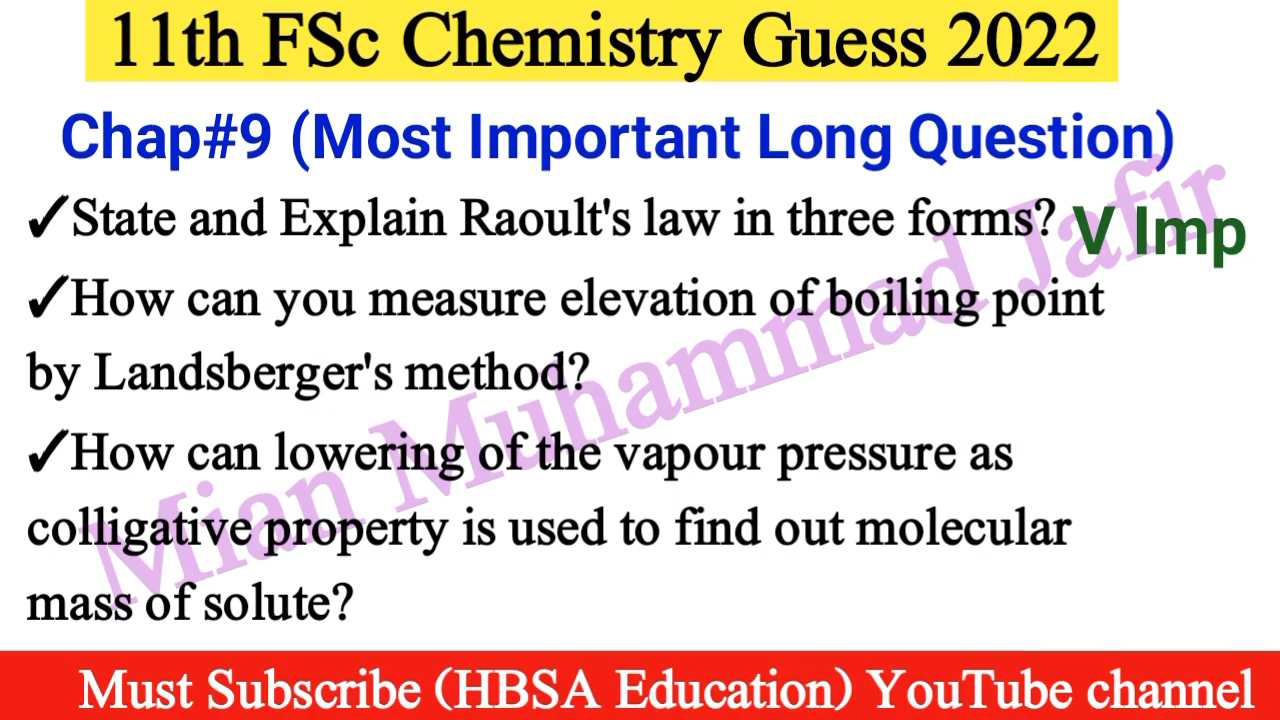 11th FSc Chemistry Guess 2022
Chap#9 (Most Important Long Question)
✓State and Explain Raoult's law in three forms? V Imp
✓How can you measure elevation of boiling point
by Landsberger's method?
✓How can lowering of the vapour pressure as
colligative property is used to find out molecular
mass of solute?
Mian Muhammad Jafir
Must Subscribe (HBSA Education) YouTube channel